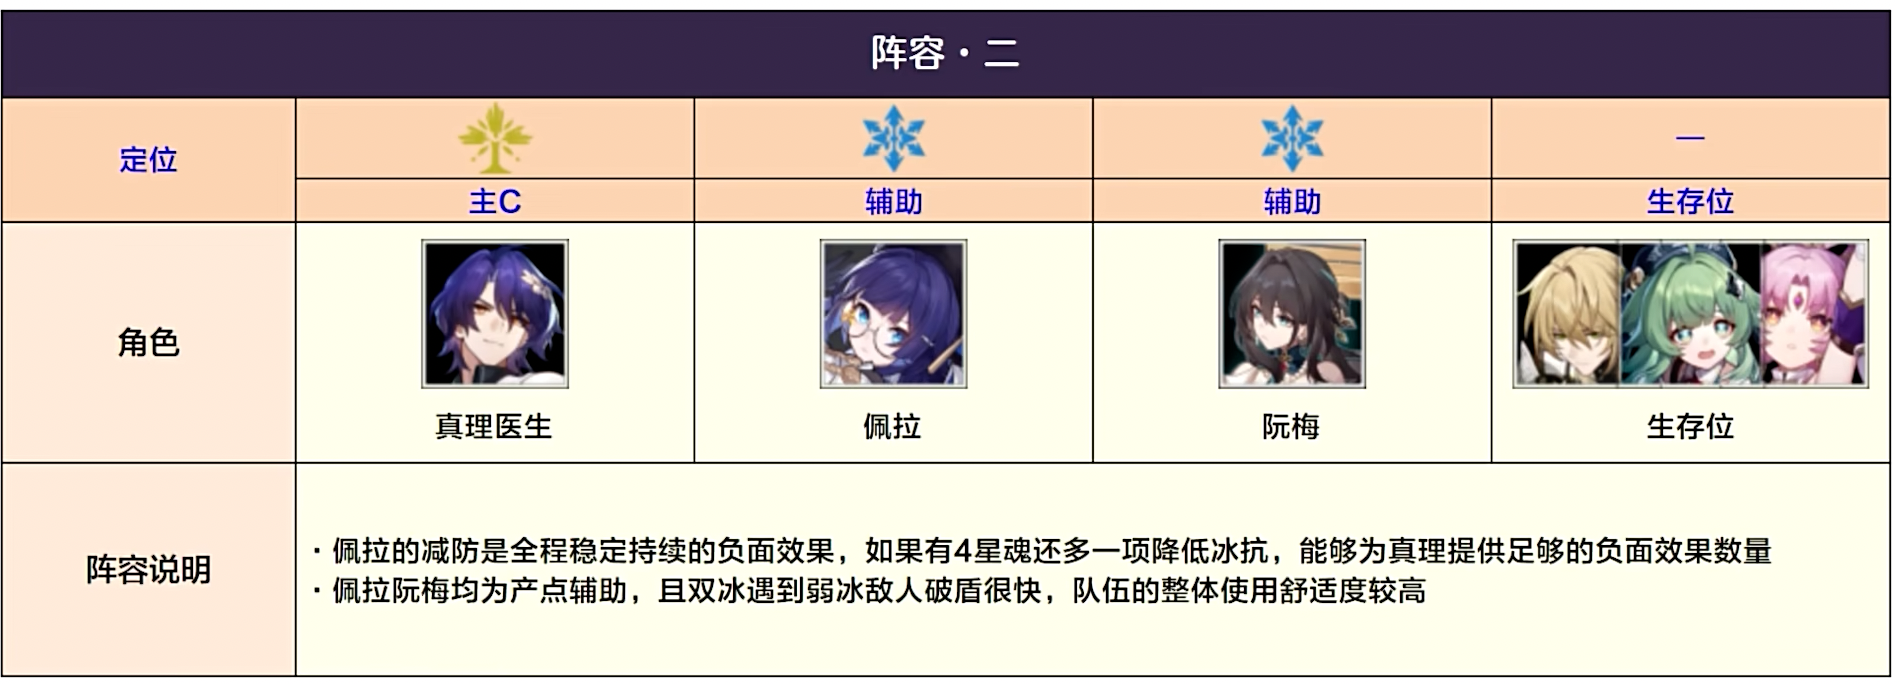 阵容·二
定位
—
主C
辅助
辅助
生存位
角色
真理医生
佩拉
阮梅
生存位
阵容说明
·佩拉的减防是全程稳定持续的负面效果，如果有4星魂还多一项降低冰抗，能够为真理提供足够的负面效果数量
·佩拉阮梅均为产点辅助，且双冰遇到弱冰敌人破盾很快，队伍的整体使用舒适度较高